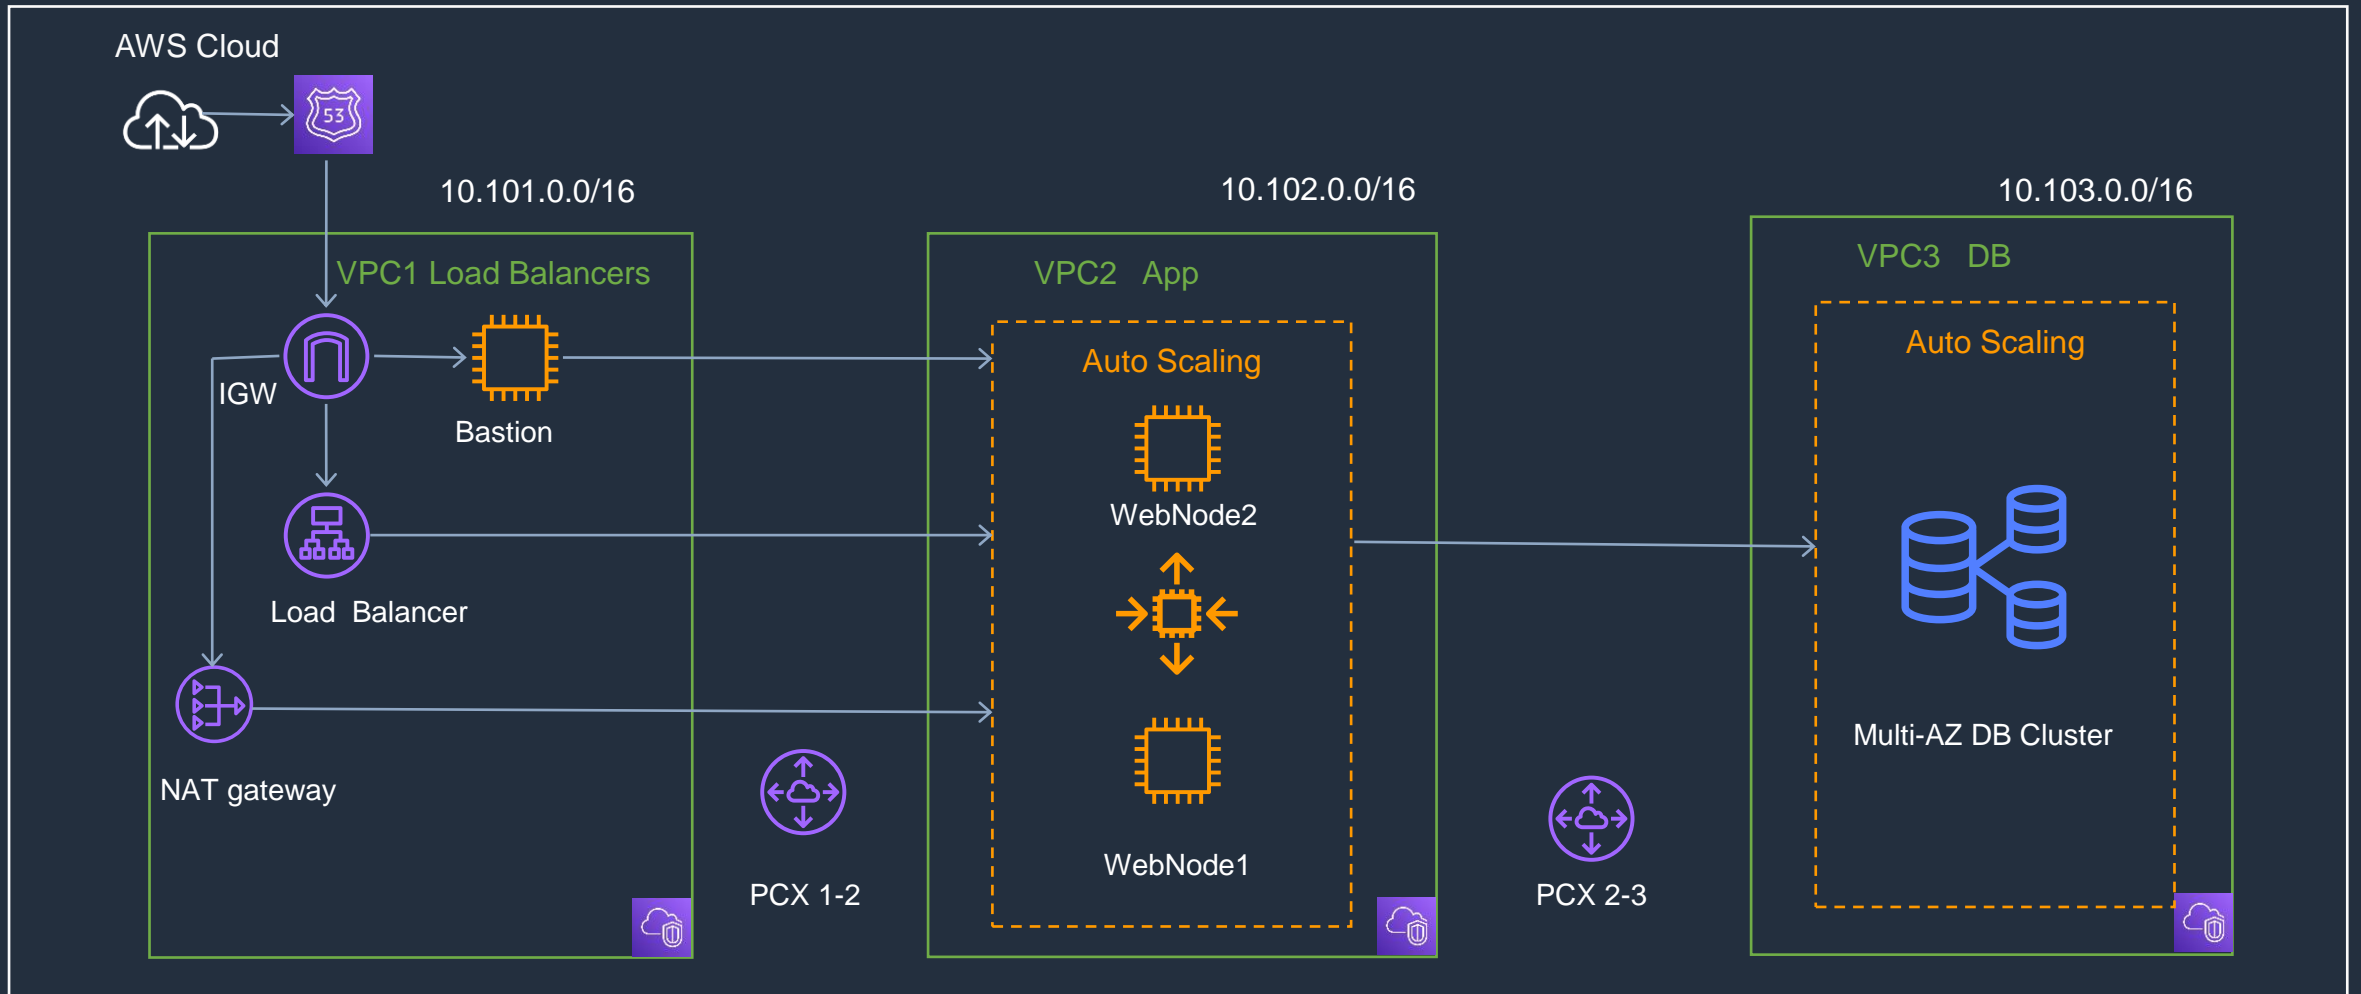 AWS Cloud
53
10.101.0.0/16
10.102.0.0/16
10.103.0.0/16
VPC1 Load Balancers
VPC2 App
VPC3 DB
IGW
Bastion
Load Balancer
NAT gateway
PCX 1-2
Auto Scaling
WebNode2
WebNode1
PCX 2-3
Auto Scaling
Multi-AZ DB Cluster